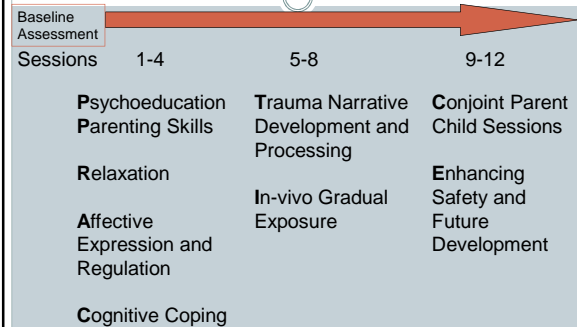 Baseline
Assessment
Sessions 1-4 5-8 9-12
Psychoeducation
Parenting Skills
Relaxation
Affective
Expression and
Regulation
Cognitive Coping
Trauma Narrative
Development and
Processing
In-vivo Gradual
Exposure
Conjoint Parent
Child Sessions
Enhancing
Safety and
Future
Development